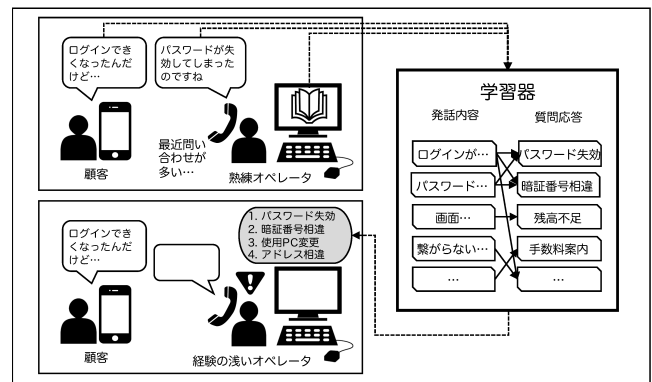 ログインでき
くなったんだ
けど…
パスワードが失
効してしまった
のですね
最近問い
合わせが
多い…
顧客
熟練オペレータ
学習器
発話内容
質問応答
ログインが…
パスワード失効
パスワード…
暗証番号相違
画面…
残高不足
繋がらない…
手数料案内
…
…
ログインでき
くなったんだ
けど…
1. パスワード失効
2. 暗証番号相違
3. 使用PC変更
4. アドレス相違
顧客
経験の浅いオペレータ